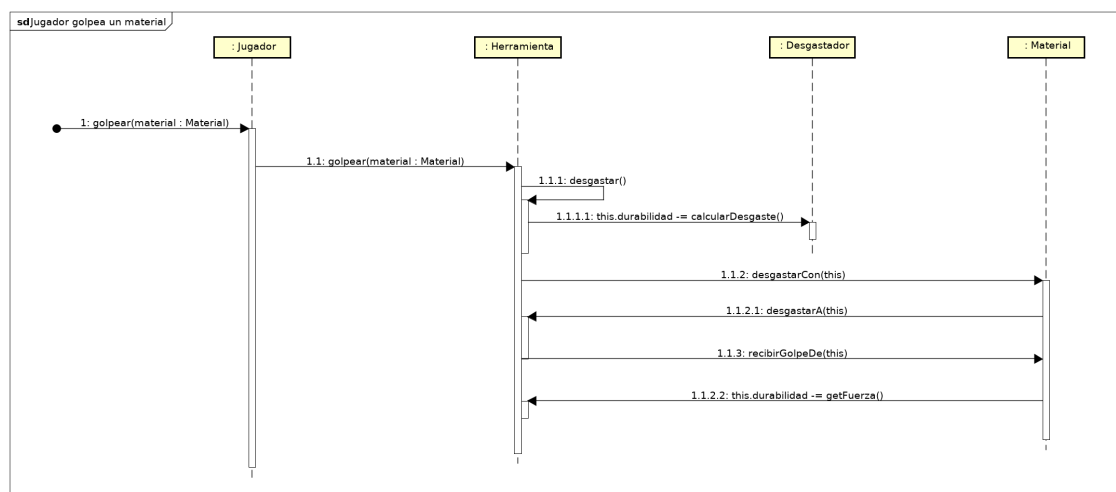 sdJugador golpea un material
: Jugador
: Herramienta
: Desgastador
: Material
1: golpear(material : Material)
1.1: golpear(material : Material)
1.1.1: desgastar()
1.1.1.1: this.durabilidad -= calcularDesgaste()
1.1.2: desgastarCon(this)
1.1.2.1: desgastarA(this)
1.1.3: recibirGolpeDe(this)
1.1.2.2: this.durabilidad -= getFuerza()